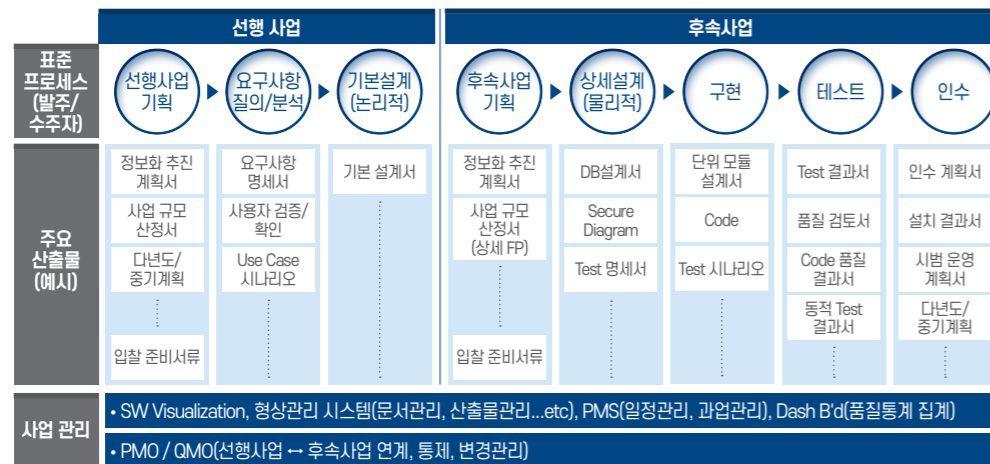 선행 사업
후속사업
표준
프로세스
(발주/
수주자)
선행사업
기획
요구사항
질의/분석
기본설계
(논리적)
후속사업
기획
상세설계
(물리적)
구현
테스트
인수
주요
산출물
(예시)
정보화 추진
계획서
사업 규모
산정서
다년도/
중기계획
입찰 준비서류
요구사항
명세서
사용자 검증/
확인
Use Case
시나리오
기본 설계서
정보화 추진
계획서
사업 규모
산정서
(상세 FP)
입찰 준비서류
DB설계서
Secure
Diagram
Test 명세서
단위 모듈
설계서
Code
Test 시나리오
Test 결과서
품질 검토서
Code 품질
결과서
동적 Test
결과서
인수 계획서
설치 결과서
시범 운영
계획서
다년도/
중기계획
사업 관리
• SW Visualization, 형상관리 시스템(문서관리, 산출물관리...etc), PMS(일정관리, 과업관리), Dash B'd(품질통계 집계)
• PMO / QMO(선행사업 ↔ 후속사업 연계, 통제, 변경관리)